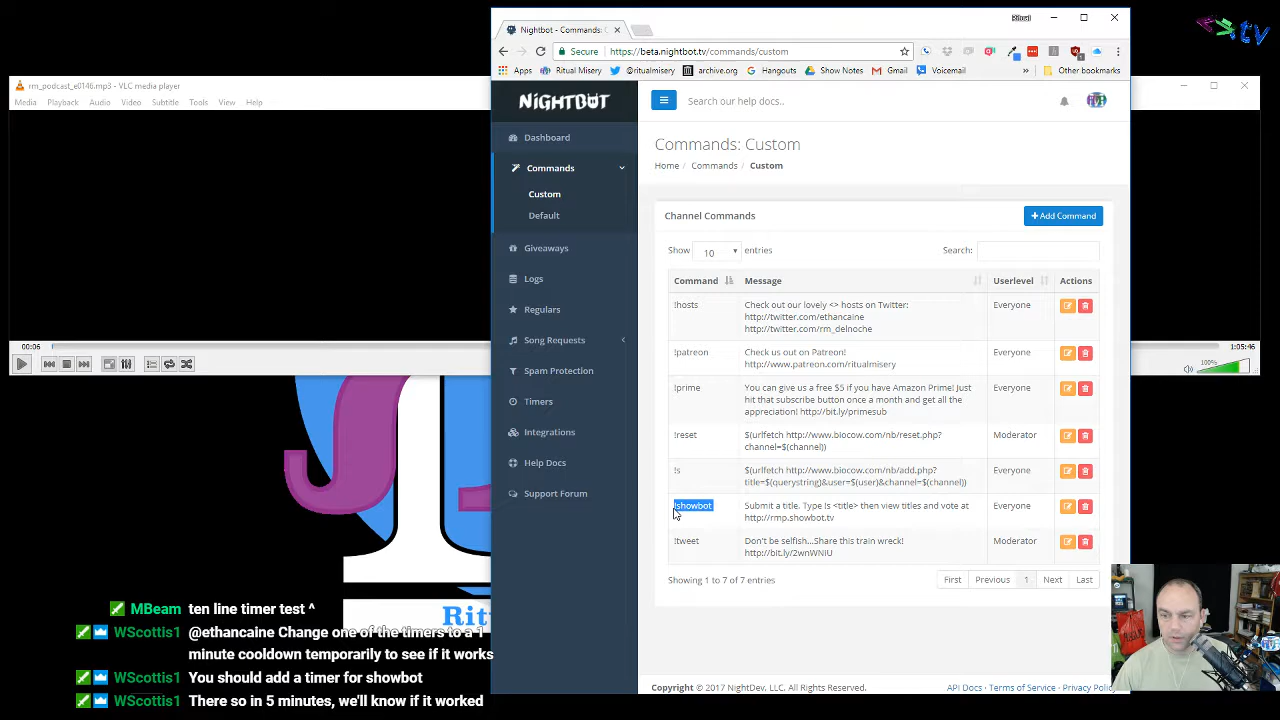 Nightbot - Commands: C
Secure | https://beta.nightbot.tv/commands/custom
Apps Ritual Misery @ritualmisery archive.org Hangouts Show Notes Gmail Voicemail » Other bookmarks
tv
rm_podcast_e0146.mp3 - VLC media player
Media Playback Audio Video Subtitle Tools View Help
NIGHTBOT
Search our help docs..
Dashboard
Commands
Custom
Default
Giveaways
Logs
Regulars
Song Requests
Spam Protection
Timers
Integrations
Help Docs
Support Forum
Commands: Custom
Home / Commands / Custom
Channel Commands
+ Add Command
Show 10 entries
Search:
Command Message Userlevel Actions
!hosts Check out our lovely <> hosts on Twitter: Everyone
http://twitter.com/ethancaine
http://twitter.com/rm_delnoche
!patreon Check us out on Patreon! Everyone
http://www.patreon.com/ritualmisery
!prime You can give us a free $5 if you have Amazon Prime! Just Everyone
hit that subscribe button once a month and get all the
appreciation! http://bit.ly/primesub
!reset $(urlfetch http://www.biocow.com/nb/reset.php? Moderator
channel=$(channel))
!s $(urlfetch http://www.biocow.com/nb/add.php? Everyone
title=$(querystring)&user=$(user)&channel=$(channel))
!showbot Submit a title. Type !s <title> then view titles and vote at Everyone
http://rmp.showbot.tv
!tweet Don't be selfish...Share this train wreck! Moderator
http://bit.ly/2wnWNIU
Showing 1 to 7 of 7 entries
First Previous 1 Next Last
Copyright © 2017 NightDev, LLC. All Rights Reserved.
API Docs - Terms of Service - Privacy Policy
00:06
1:05:46
100%
Rit
MBeam ten line timer test ^
WScottis1 @ethancaine Change one of the timers to a 1
minute cooldown temporarily to see if it works
WScottis1 You should add a timer for showbot
WScottis1 There so in 5 minutes, we'll know if it worked